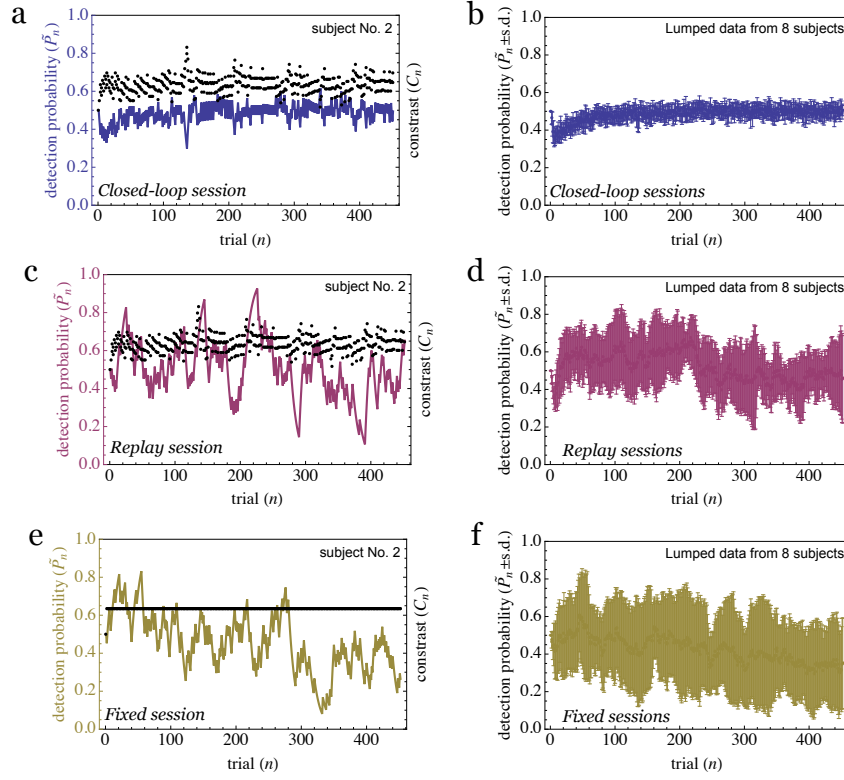 a
subject No. 2
detection probability (P̃n)
constrast (Cn)
1.0
0.8
0.6
0.4
0.2
0.0
Closed-loop session
0 100 200 300 400
trial (n)
b
Lumped data from 8 subjects
detection probability (P̃n±s.d.)
1.0
0.8
0.6
0.4
0.2
0.0
Closed-loop sessions
0 100 200 300 400
trial (n)
c
subject No. 2
detection probability (P̃n)
constrast (Cn)
1.0
0.8
0.6
0.4
0.2
0.0
Replay session
0 100 200 300 400
trial (n)
d
Lumped data from 8 subjects
detection probability (P̃n±s.d.)
1.0
0.8
0.6
0.4
0.2
0.0
Replay sessions
0 100 200 300 400
trial (n)
e
subject No. 2
detection probability (P̃n)
constrast (Cn)
1.0
0.8
0.6
0.4
0.2
0.0
Fixed session
0 100 200 300 400
trial (n)
f
Lumped data from 8 subjects
detection probability (P̃n±s.d.)
1.0
0.8
0.6
0.4
0.2
0.0
Fixed sessions
0 100 200 300 400
trial (n)